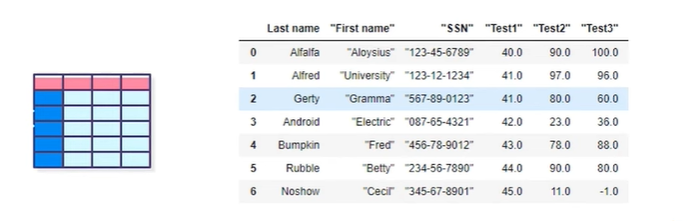 Last name "First name" "SSN" "Test1" "Test2" "Test3"
0 Alfalfa "Aloysius" "123-45-6789" 40.0 90.0 100.0
1 Alfred "University" "123-12-1234" 41.0 97.0 96.0
2 Gerty "Gramma" "567-89-0123" 41.0 80.0 60.0
3 Android "Electric" "087-65-4321" 42.0 23.0 36.0
4 Bumpkin "Fred" "456-78-9012" 43.0 78.0 88.0
5 Rubble "Betty" "234-56-7890" 44.0 90.0 80.0
6 Noshow "Cecil" "345-67-8901" 45.0 11.0 -1.0